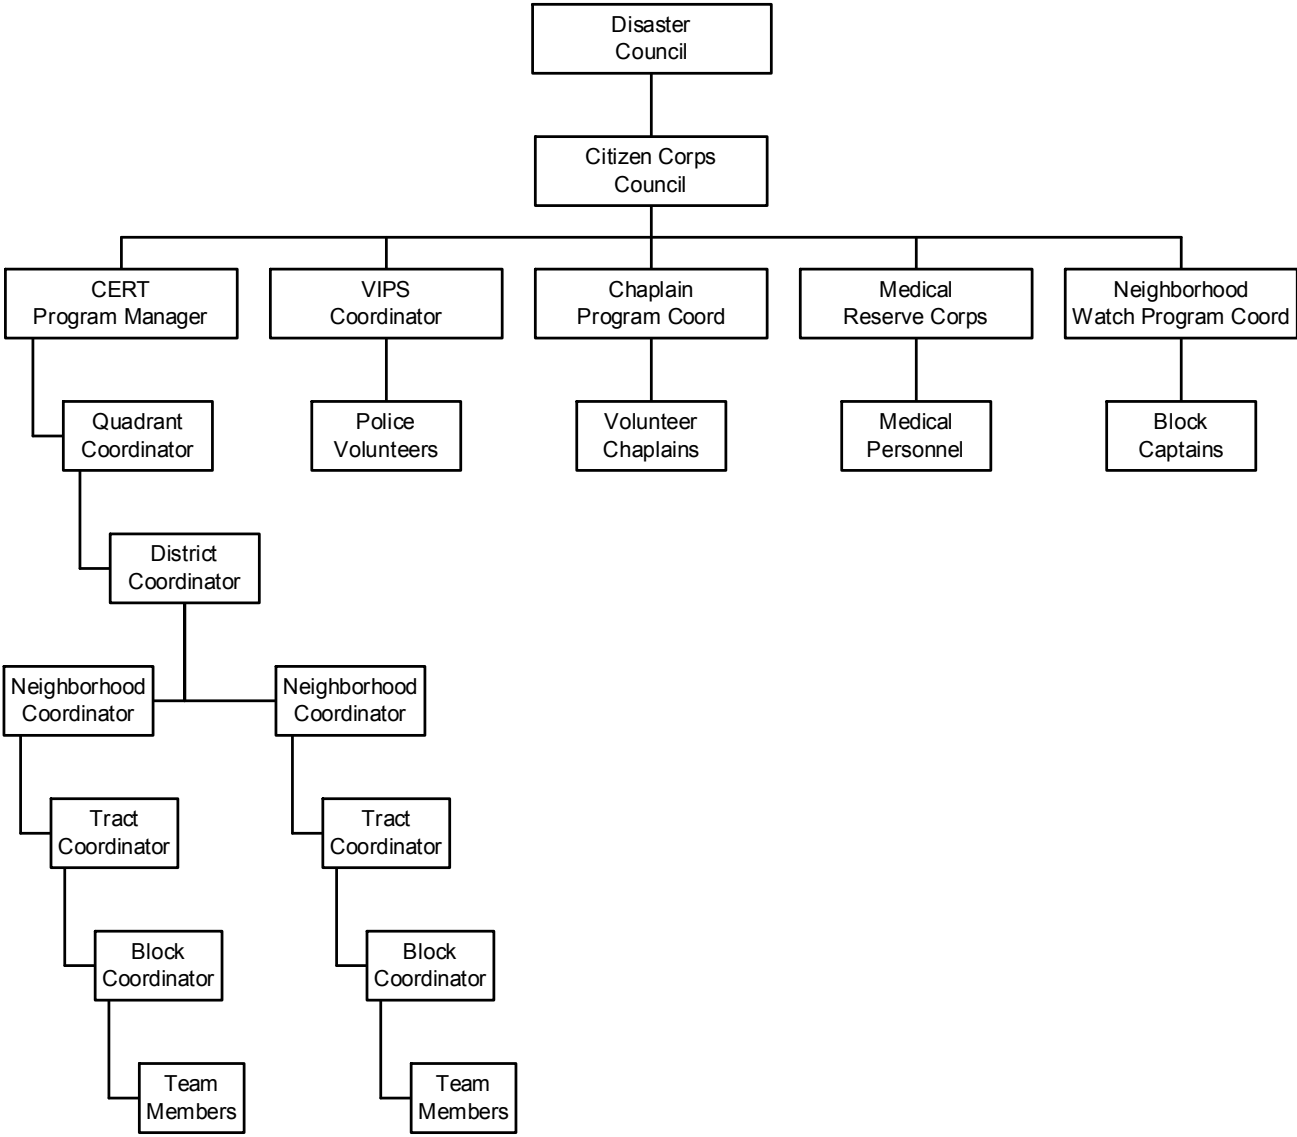 Disaster
Council
Citizen Corps
Council
CERT
Program Manager
VIPS
Coordinator
Chaplain
Program Coord
Medical
Reserve Corps
Neighborhood
Watch Program Coord
Quadrant
Coordinator
Police
Volunteers
Volunteer
Chaplains
Medical
Personnel
Block
Captains
District
Coordinator
Neighborhood
Coordinator
Neighborhood
Coordinator
Tract
Coordinator
Tract
Coordinator
Block
Coordinator
Block
Coordinator
Team
Members
Team
Members